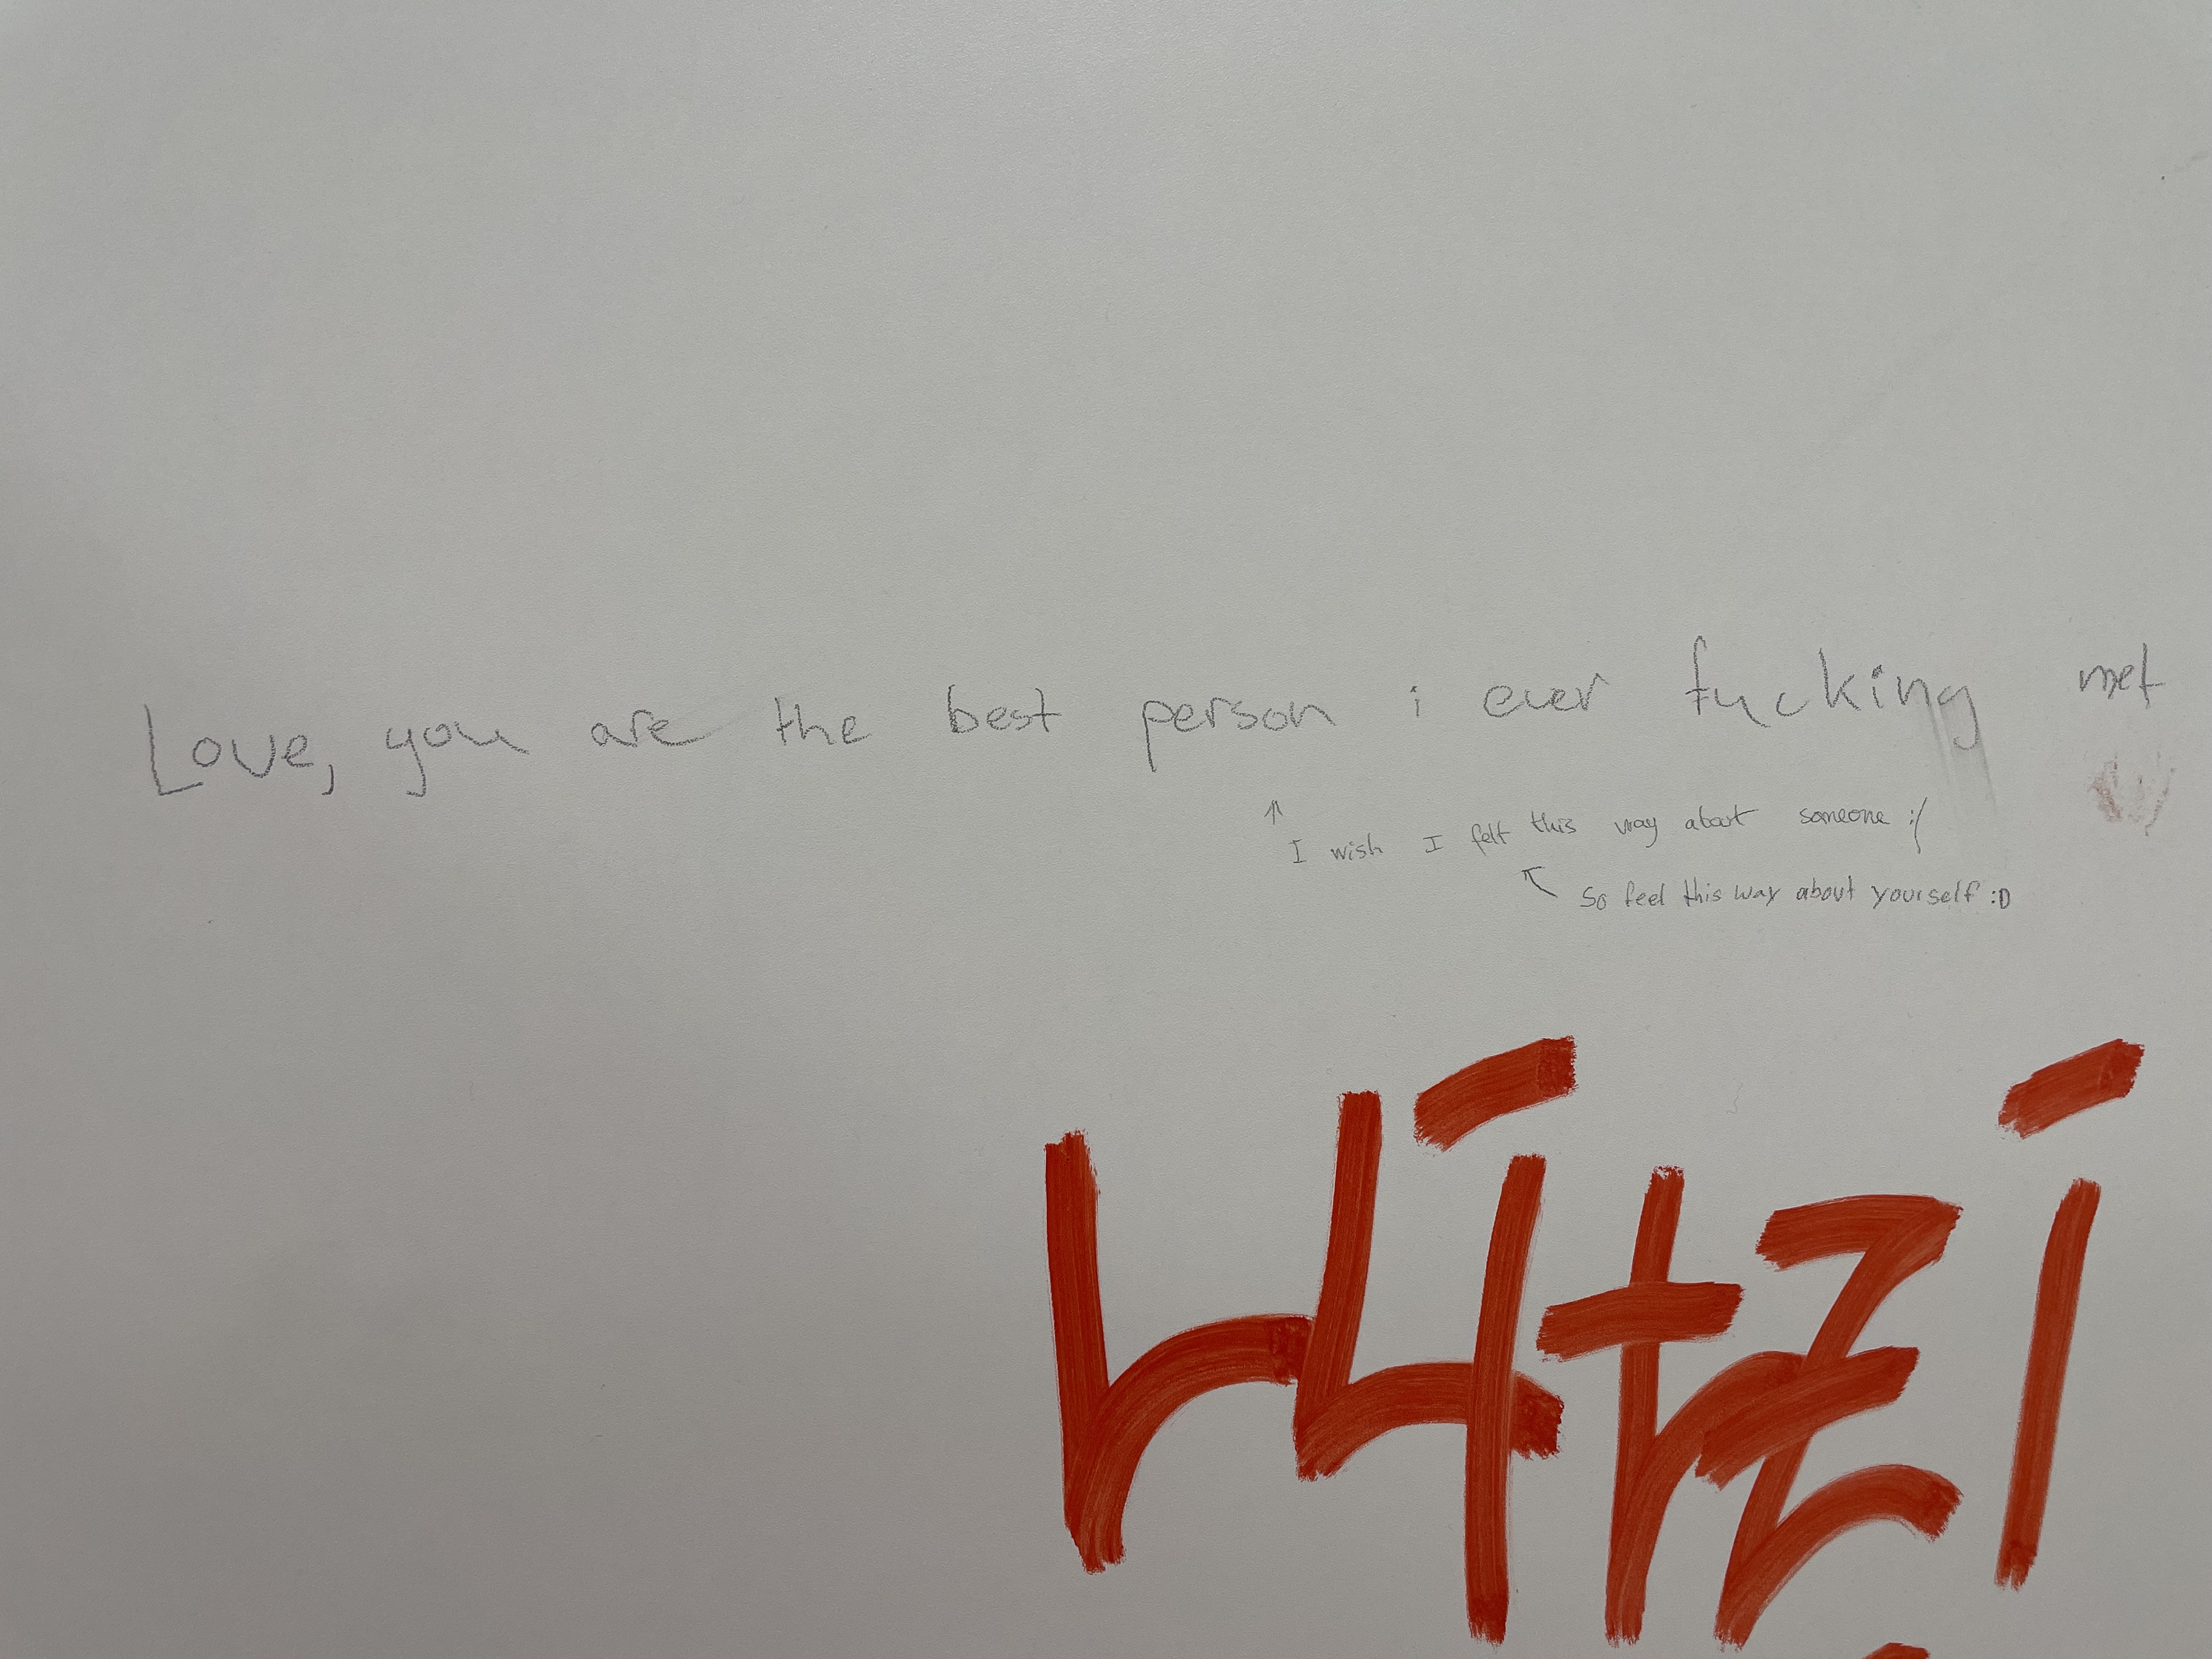 Love, you are the best person i ever fucking met
↑ I wish I felt this way about someone :/
↖ So feel this way about yourself :D